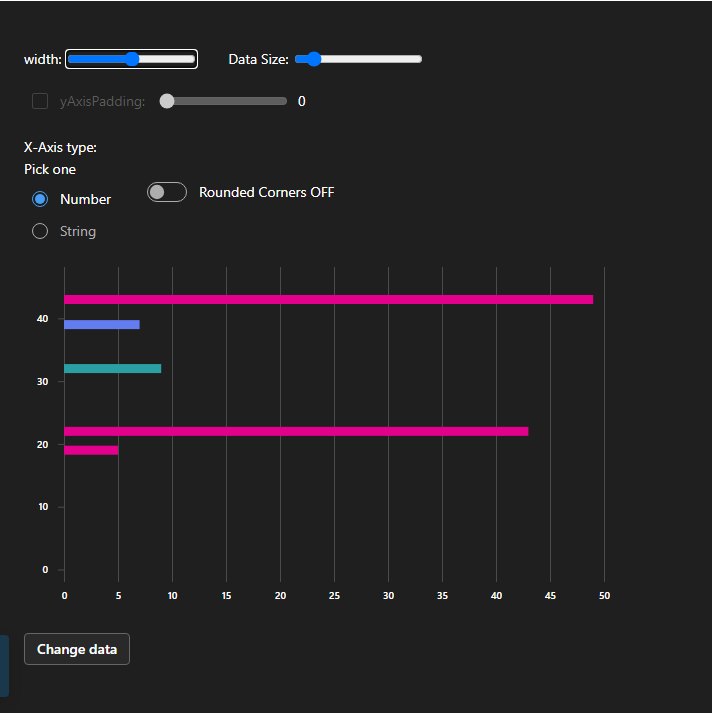 width: Data Size:
yAxisPadding: 0
X-Axis type:
Pick one
Number Rounded Corners OFF
String
40
30
20
10
0
0 5 10 15 20 25 30 35 40 45 50
Change data